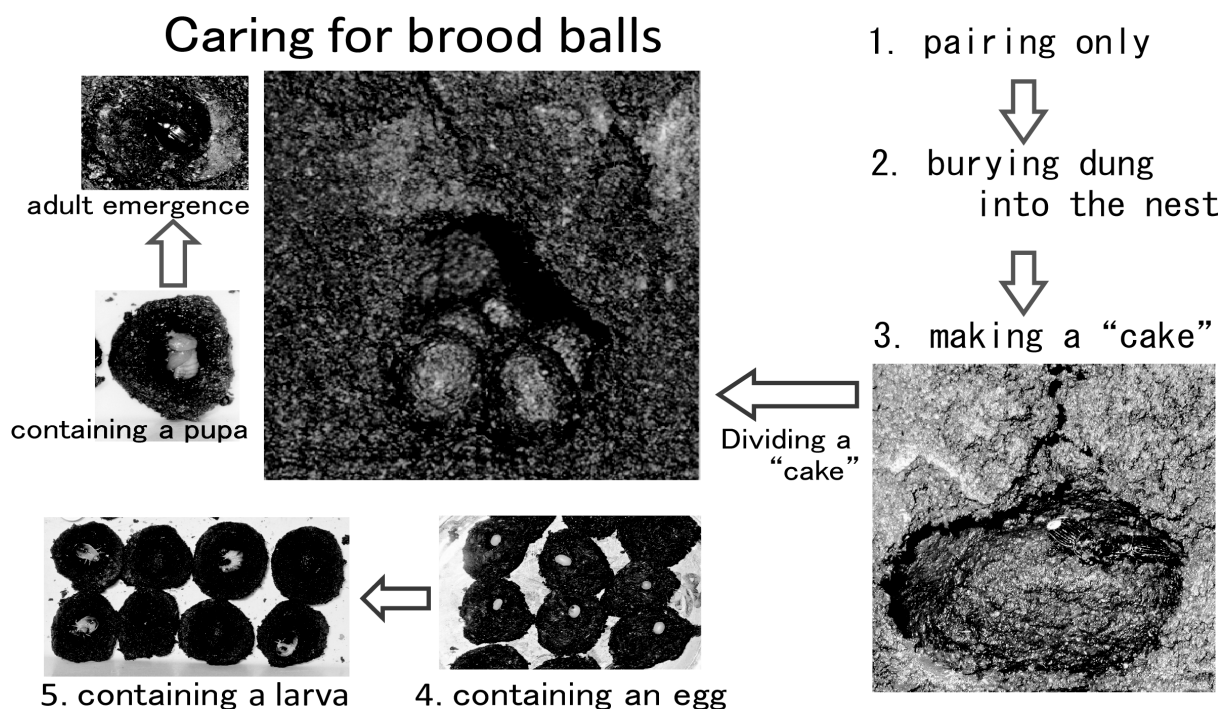 Caring for brood balls
1. pairing only
2. burying dung
into the nest
3. making a “cake”
Dividing a
“cake”
4. containing an egg
5. containing a larva
containing a pupa
adult emergence